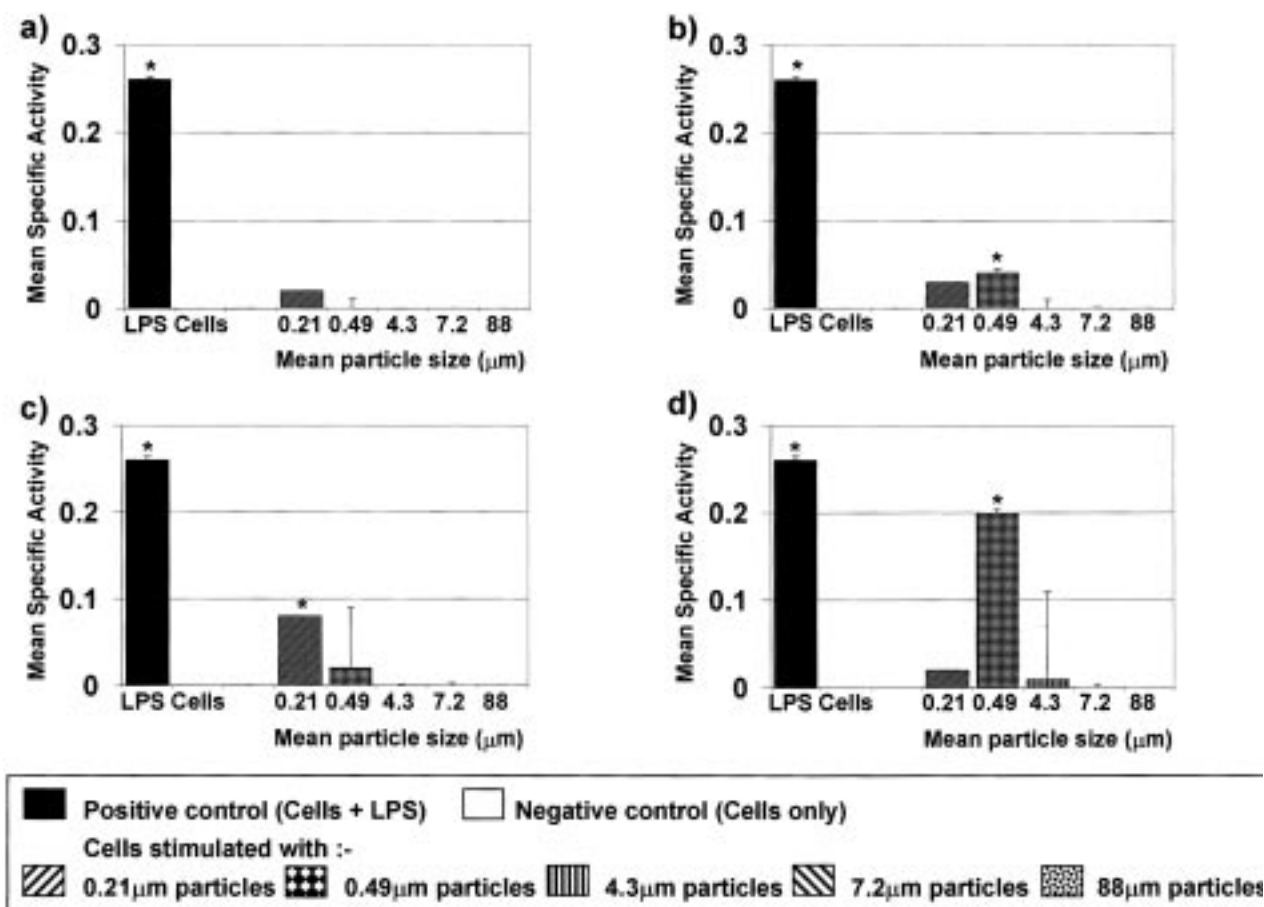 a)
0.3
*
0.2
0.1
0
Mean Specific Activity
LPS Cells 0.21 0.49 4.3 7.2 88
Mean particle size (μm)
b)
0.3
*
0.2
0.1
*
0
Mean Specific Activity
LPS Cells 0.21 0.49 4.3 7.2 88
Mean particle size (μm)
c)
0.3
*
0.2
0.1
*
0
Mean Specific Activity
LPS Cells 0.21 0.49 4.3 7.2 88
Mean particle size (μm)
d)
0.3
*
0.2
*
0.1
0
Mean Specific Activity
LPS Cells 0.21 0.49 4.3 7.2 88
Mean particle size (μm)
Positive control (Cells + LPS) Negative control (Cells only)
Cells stimulated with :-
0.21μm particles 0.49μm particles 4.3μm particles 7.2μm particles 88μm particles